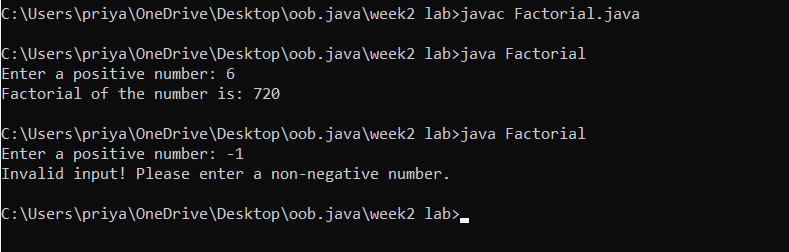 C:\Users\priya\OneDrive\Desktop\oob.java\week2 lab>javac Factorial.java
C:\Users\priya\OneDrive\Desktop\oob.java\week2 lab>java Factorial
Enter a positive number: 6
Factorial of the number is: 720
C:\Users\priya\OneDrive\Desktop\oob.java\week2 lab>java Factorial
Enter a positive number: -1
Invalid input! Please enter a non-negative number.
C:\Users\priya\OneDrive\Desktop\oob.java\week2 lab>